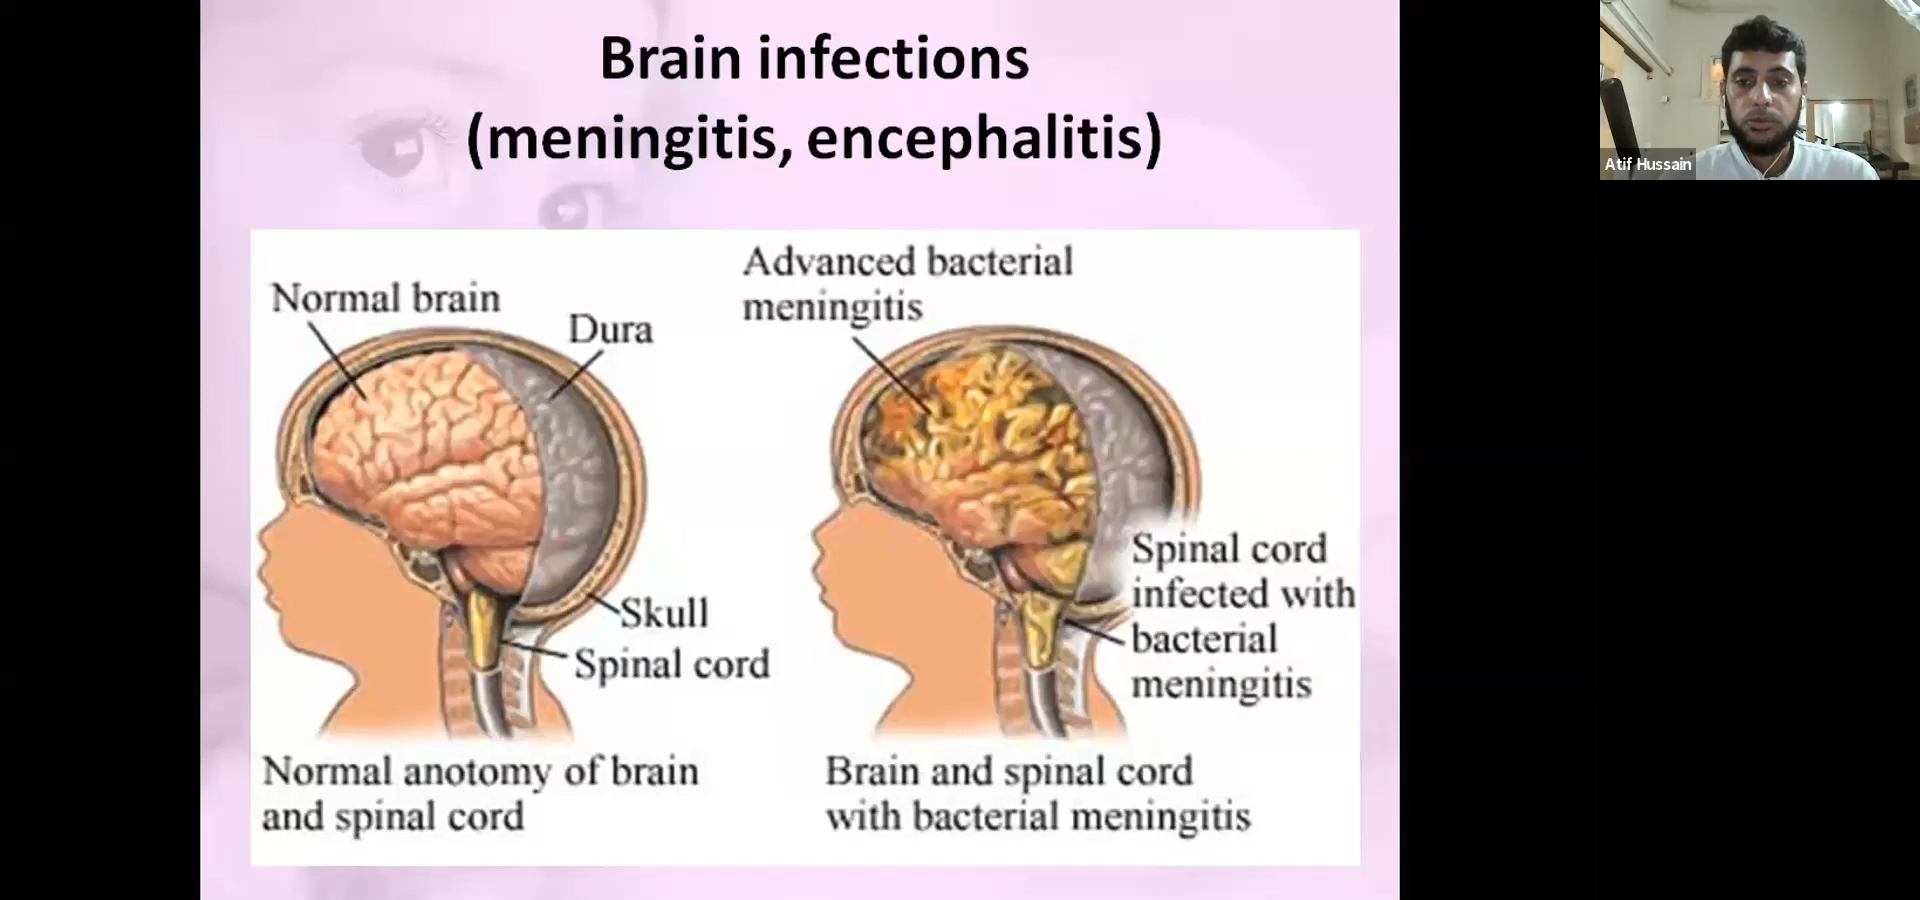 Brain infections
(meningitis, encephalitis)
Atif Hussain
Normal brain
Dura
Skull
Spinal cord
Normal anotomy of brain
and spinal cord
Advanced bacterial
meningitis
Spinal cord
infected with
bacterial
meningitis
Brain and spinal cord
with bacterial meningitis